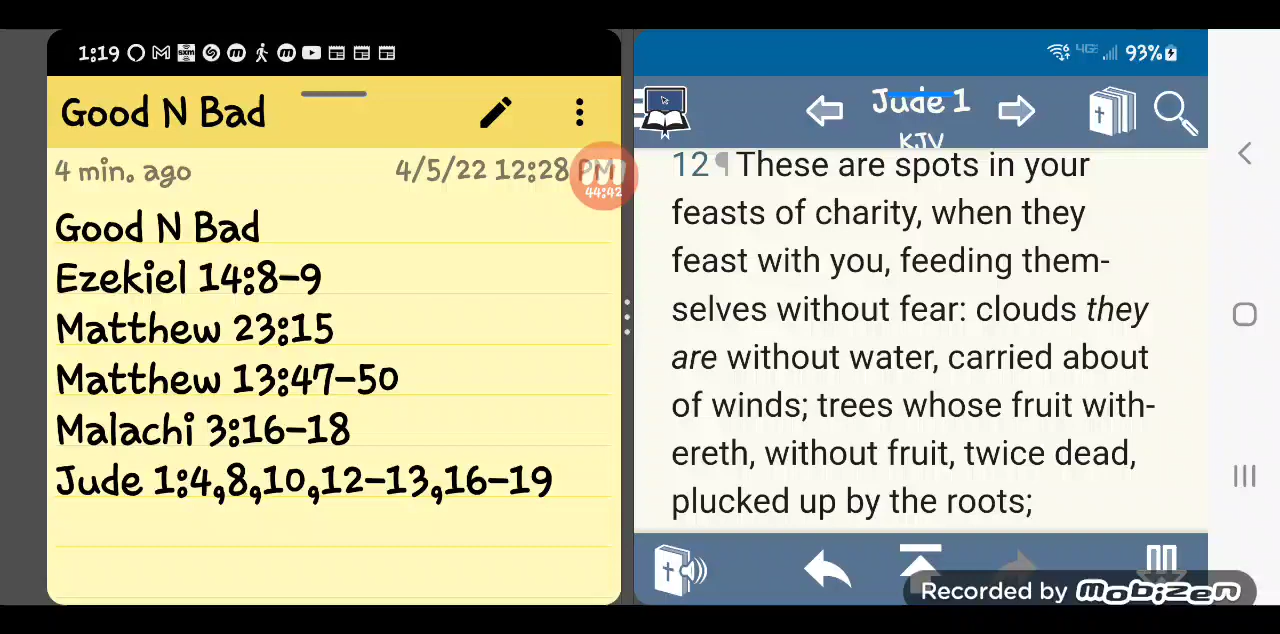 1:19
93%
Good N Bad
4 min. ago
4/5/22 12:28 PM
44:42
Good N Bad
Ezekiel 14:8-9
Matthew 23:15
Matthew 13:47-50
Malachi 3:16-18
Jude 1:4,8,10,12-13,16-19
Jude 1
KJV
12 ¶ These are spots in your
feasts of charity, when they
feast with you, feeding them-
selves without fear: clouds they
are without water, carried about
of winds; trees whose fruit with-
ereth, without fruit, twice dead,
plucked up by the roots;
Recorded by mobizen